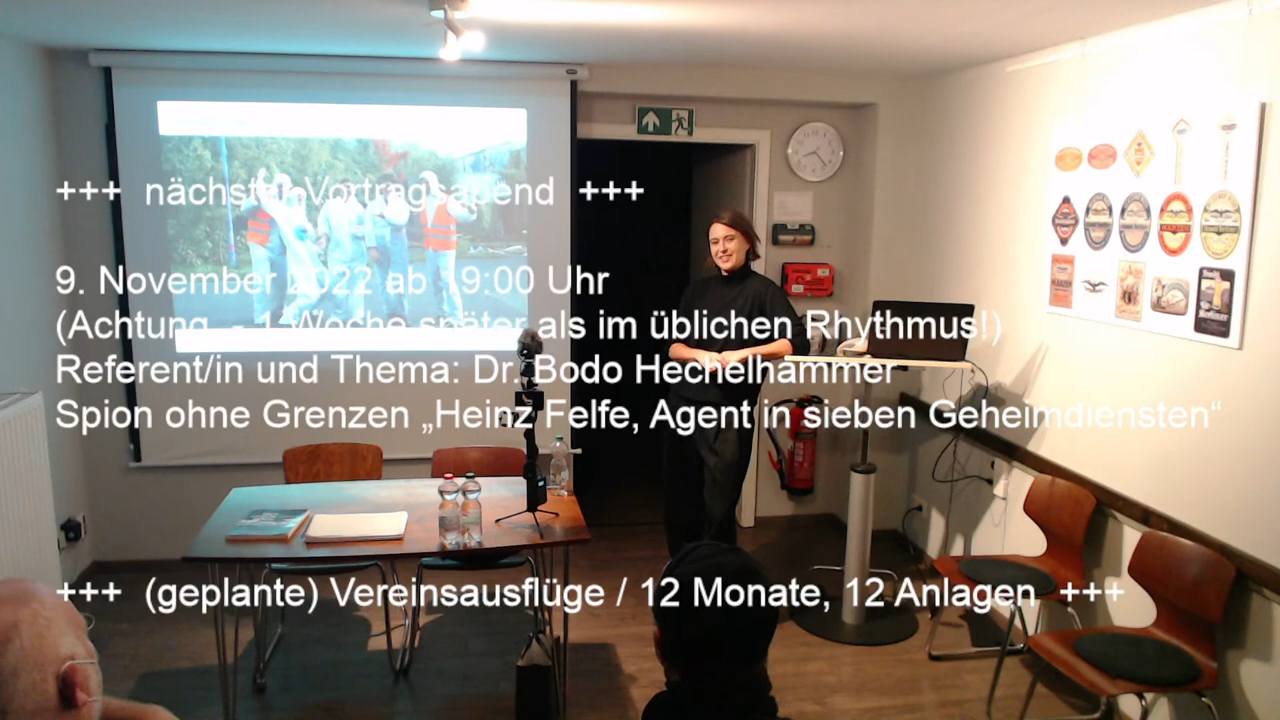 +++ nächster Vortragsabend +++
9. November 2022 ab 19:00 Uhr
(Achtung - 1 Woche später als im üblichen Rhythmus!)
Referent/in und Thema: Dr. Bodo Hechelhammer
Spion ohne Grenzen „Heinz Felfe, Agent in sieben Geheimdiensten“
+++ (geplante) Vereinsausflüge / 12 Monate, 12 Anlagen +++